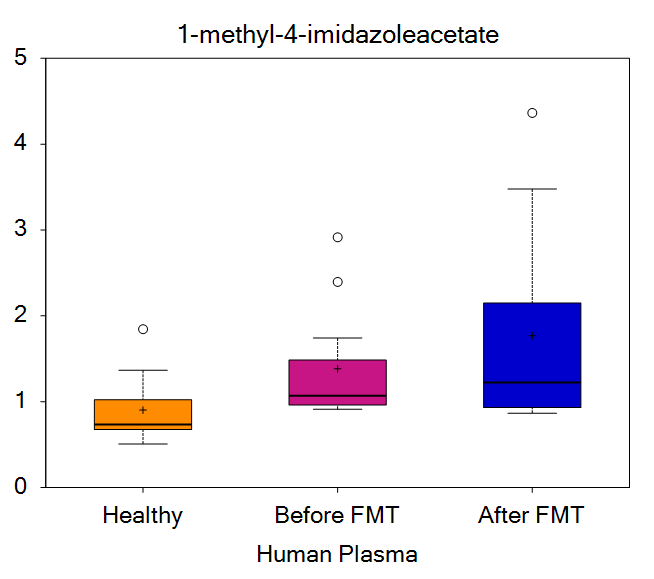 1-methyl-4-imidazoleacetate
5
4
3
2
1
0
Healthy Before FMT After FMT
Human Plasma